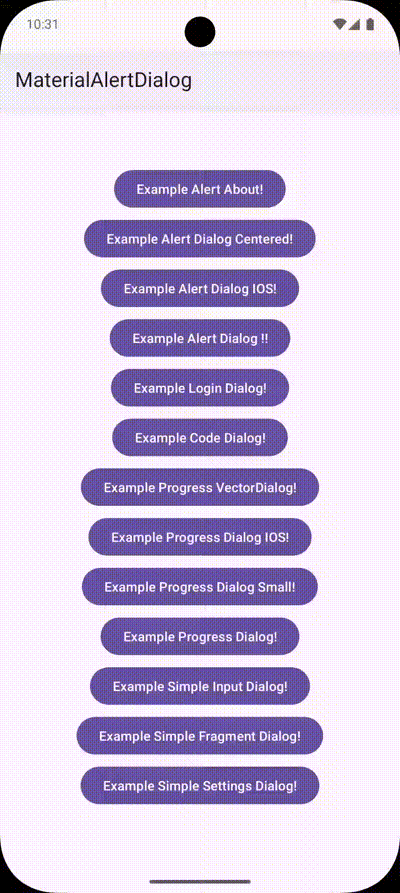 10:31
MaterialAlertDialog
Example Alert About!
Example Alert Dialog Centered!
Example Alert Dialog IOS!
Example Alert Dialog !!
Example Login Dialog!
Example Code Dialog!
Example Progress VectorDialog!
Example Progress Dialog IOS!
Example Progress Dialog Small!
Example Progress Dialog!
Example Simple Input Dialog!
Example Simple Fragment Dialog!
Example Simple Settings Dialog!